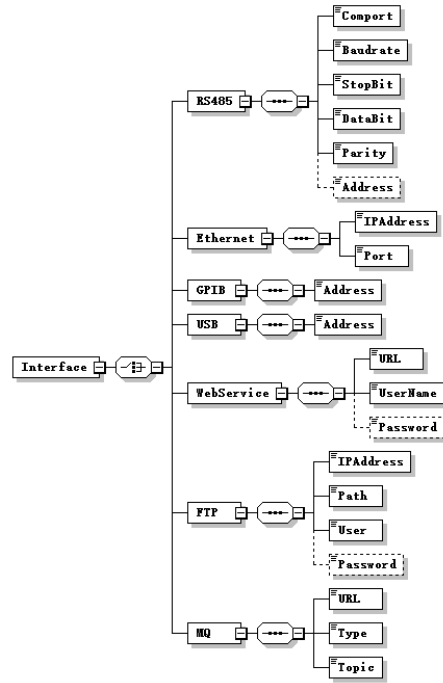 Comport
Baudrate
StopBit
RS485
DataBit
Parity
Address
IPAddress
Ethernet
Port
GPIB
Address
USB
Address
Interface
URL
WebService
UserName
Password
IPAddress
Path
FTP
User
Password
URL
MQ
Type
Topic